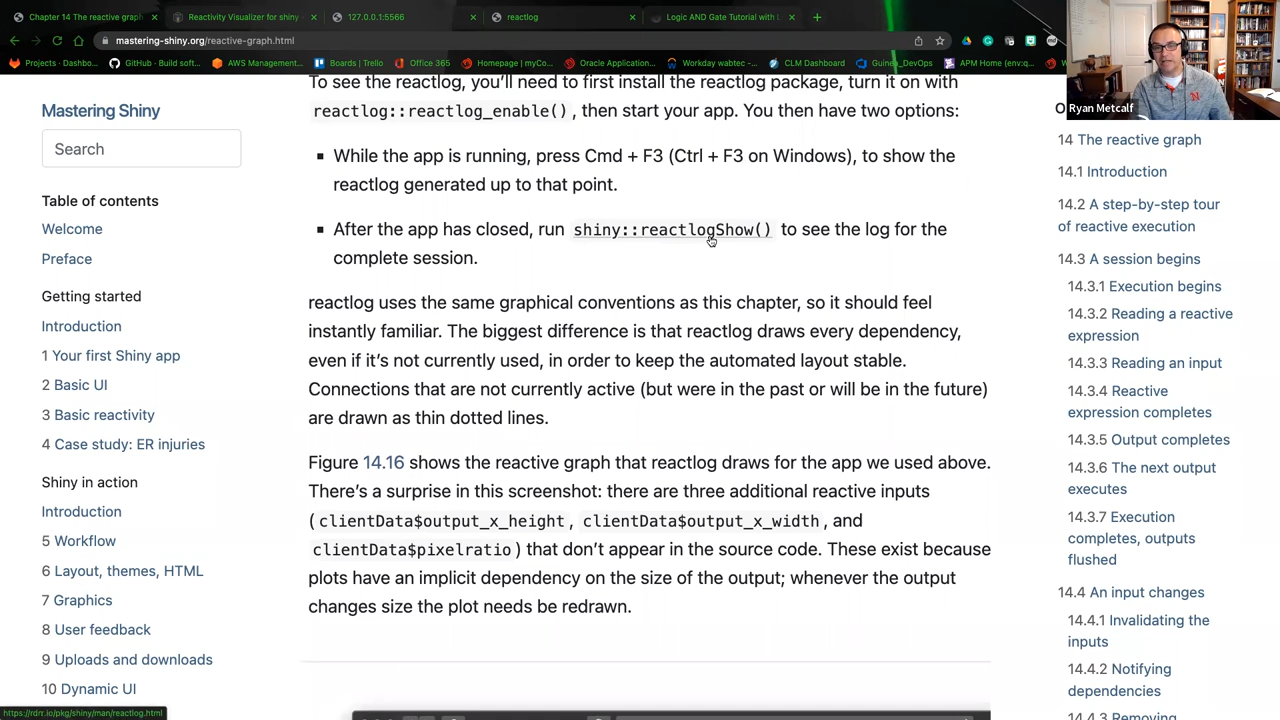 Chapter 14 The reactive graph
Reactivity Visualizer for shiny
127.0.0.1:5566
reactlog
Logic AND Gate Tutorial with
mastering-shiny.org/reactive-graph.html
Projects · Dashbo...
GitHub · Build soft...
AWS Management...
Boards | Trello
Office 365
Homepage | myCo...
Oracle Application...
Workday wabtec -...
CLM Dashboard
Guine_DevOps
APM Home (env:q...
Ryan Metcalf
To see the reactlog, you'll need to first install the reactlog package, turn it on with
reactlog::reactlog_enable(), then start your app. You then have two options:
▪ While the app is running, press Cmd + F3 (Ctrl + F3 on Windows), to show the
reactlog generated up to that point.
▪ After the app has closed, run shiny::reactlogShow() to see the log for the
complete session.
reactlog uses the same graphical conventions as this chapter, so it should feel
instantly familiar. The biggest difference is that reactlog draws every dependency,
even if it's not currently used, in order to keep the automated layout stable.
Connections that are not currently active (but were in the past or will be in the future)
are drawn as thin dotted lines.
Figure 14.16 shows the reactive graph that reactlog draws for the app we used above.
There's a surprise in this screenshot: there are three additional reactive inputs
(clientData$output_x_height, clientData$output_x_width, and
clientData$pixelratio) that don't appear in the source code. These exist because
plots have an implicit dependency on the size of the output; whenever the output
changes size the plot needs be redrawn.
Mastering Shiny
Search
Table of contents
Welcome
Preface
Getting started
Introduction
1 Your first Shiny app
2 Basic UI
3 Basic reactivity
4 Case study: ER injuries
Shiny in action
Introduction
5 Workflow
6 Layout, themes, HTML
7 Graphics
8 User feedback
9 Uploads and downloads
10 Dynamic UI
https://rdrr.io/pkg/shiny/man/reactlog.html
14 The reactive graph
14.1 Introduction
14.2 A step-by-step tour
of reactive execution
14.3 A session begins
14.3.1 Execution begins
14.3.2 Reading a reactive
expression
14.3.3 Reading an input
14.3.4 Reactive
expression completes
14.3.5 Output completes
14.3.6 The next output
executes
14.3.7 Execution
completes, outputs
flushed
14.4 An input changes
14.4.1 Invalidating the
inputs
14.4.2 Notifying
dependencies
14.4.3 Removing